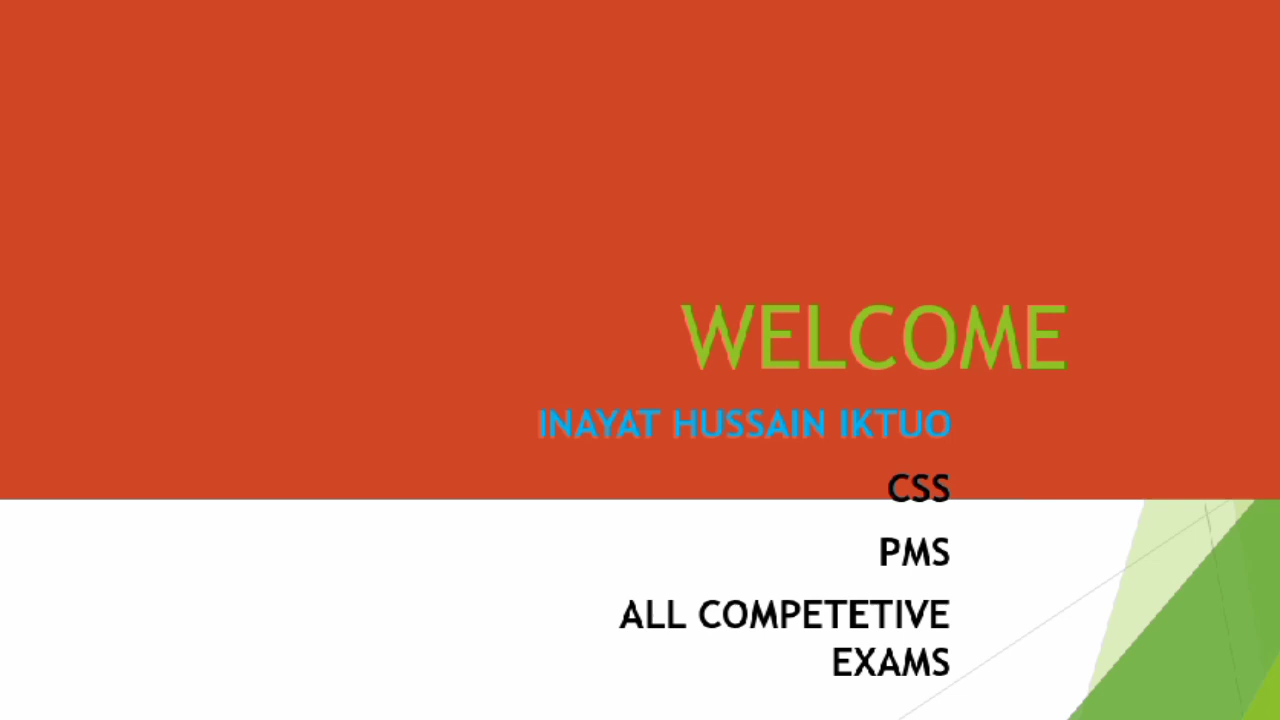 WELCOME
INAYAT HUSSAIN IKTUO
CSS
PMS
ALL COMPETETIVE
EXAMS